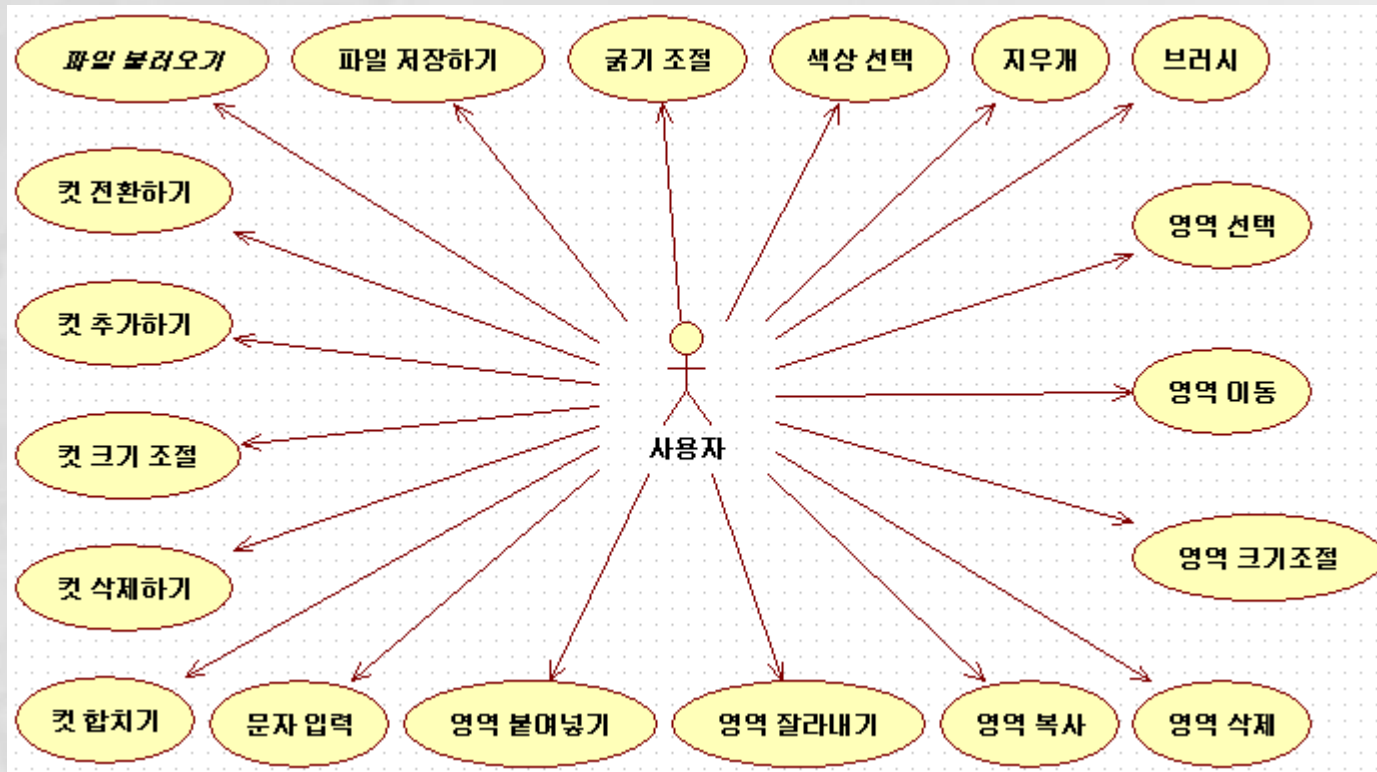 파일 불러오기
파일 저장하기
굵기 조절
색상 선택
지우개
브러시
컷 전환하기
영역 선택
컷 추가하기
영역 이동
컷 크기 조절
사용자
영역 크기조절
컷 삭제하기
컷 합치기
문자 입력
영역 붙여넣기
영역 잘라내기
영역 복사
영역 삭제